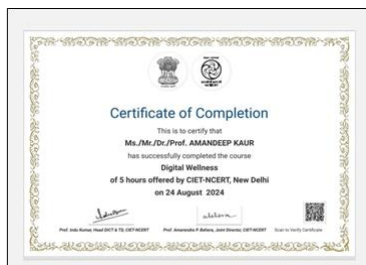 Certificate of Completion
This is to certify that
Ms./Mr./Dr./Prof. AMANDEEP KAUR
has successfully completed the course
Digital Wellness
of 5 hours offered by CIET-NCERT, New Delhi
on 24 August 2024
Prof. Indu Kumar, Head DICT & TD, CIET-NCERT
Prof. Amarendra P. Behera, Joint Director, CIET-NCERT
Scan to Verify Certificate